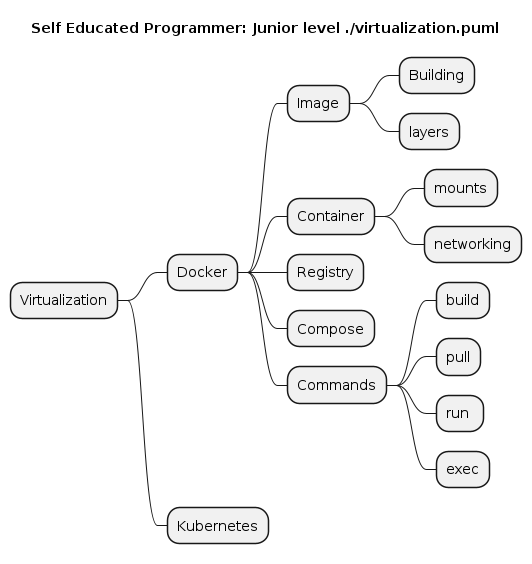 Self Educated Programmer: Junior level ./virtualization.puml
Virtualization
Docker
Image
Building
layers
Container
mounts
networking
Registry
Compose
Commands
build
pull
run
exec
Kubernetes